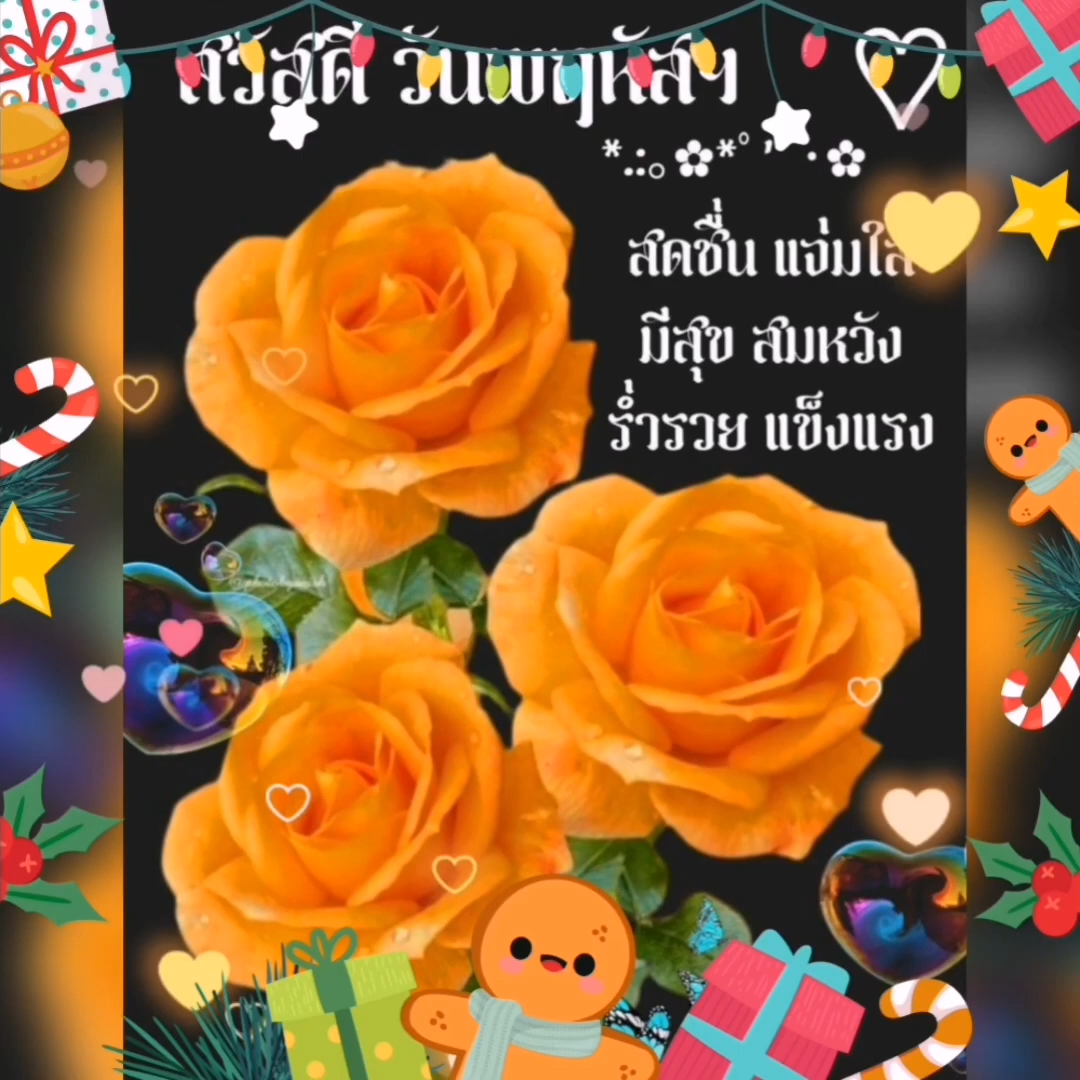 สวัสดี วันพฤหัสฯ
สดชื่น แจ่มใส
มีสุข สมหวัง
ร่ำรวย แข็งแรง